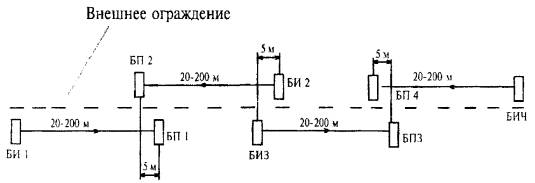 Внешнее ограждение
5 м
5 м
БП 2
20-200 м
БИ 2
БП 4
20-200 м
БИЧ
БИ 1
20-200 м
БП 1
БИЗ
20-200 м
БПЗ
5 м